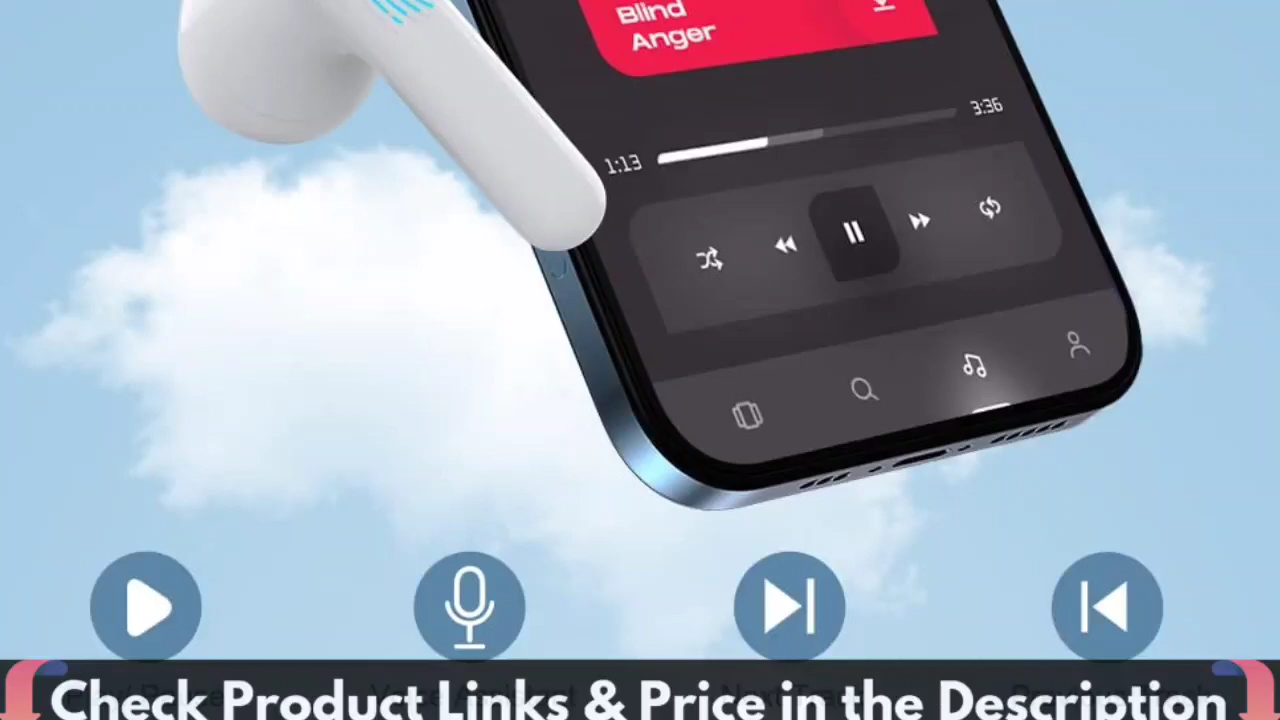 Blind
Anger
3:36
1:13
Check Product Links & Price in the Description